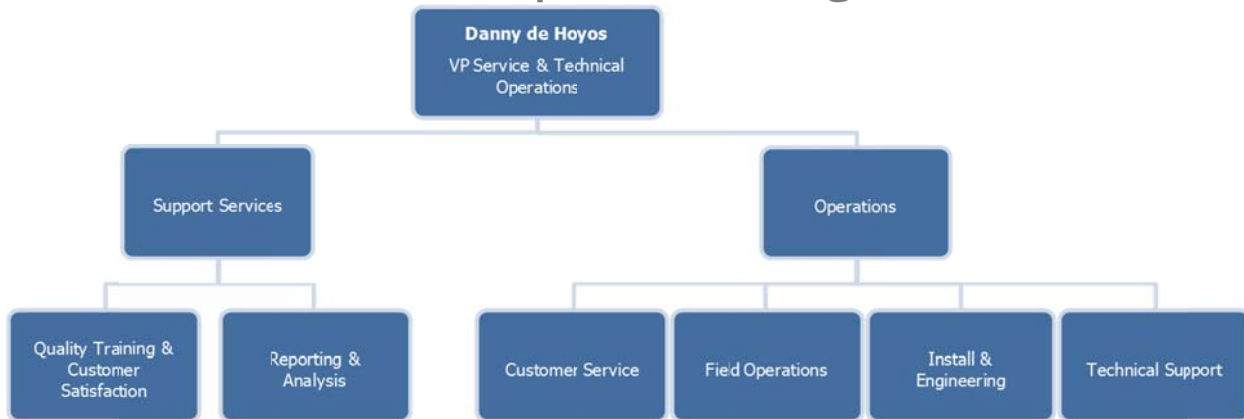 Danny de Hoyos
VP Service & Technical
Operations
Support Services
Operations
Quality Training &
Customer
Satisfaction
Reporting &
Analysis
Customer Service
Field Operations
Install &
Engineering
Technical Support